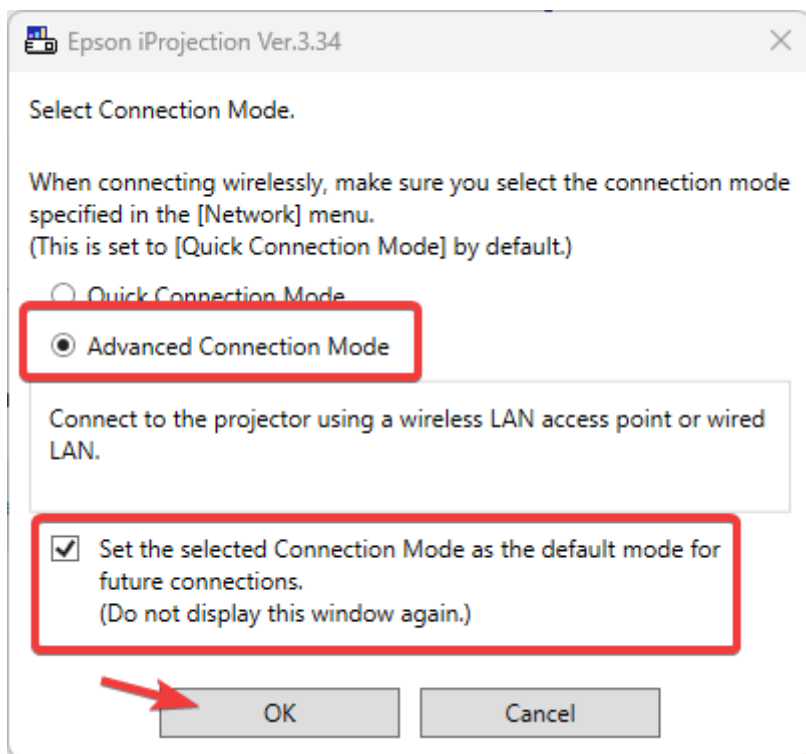 Epson iProjection Ver.3.34
Select Connection Mode.
When connecting wirelessly, make sure you select the connection mode
specified in the [Network] menu.
(This is set to [Quick Connection Mode] by default.)
Quick Connection Mode
Advanced Connection Mode
Connect to the projector using a wireless LAN access point or wired
LAN.
Set the selected Connection Mode as the default mode for
future connections.
(Do not display this window again.)
OK
Cancel